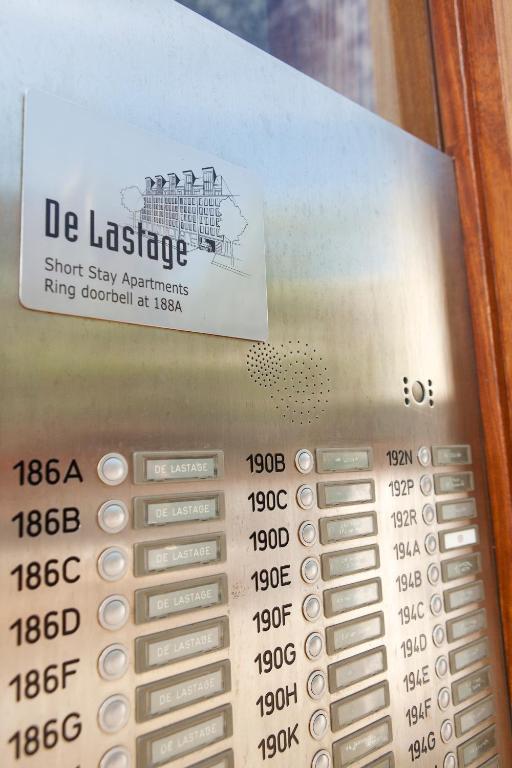 De Lastage
Short Stay Apartments
Ring doorbell at 188A
186A DE LASTAGE
186B DE LASTAGE
186C DE LASTAGE
186D DE LASTAGE
186F DE LASTAGE
186G DE LASTAGE
DE LASTAGE
190B
190C
190D
190E
190F
190G
190H
190K
192N
192P
192R
194A
194B
194C
194D
194E
194F
194G